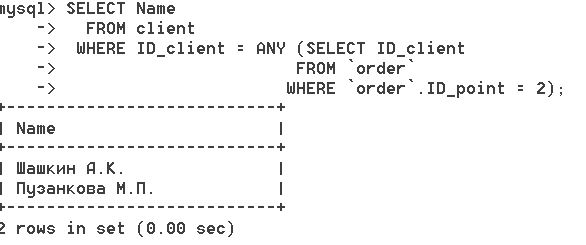 mysql> SELECT Name
-> FROM client
-> WHERE ID_client = ANY (SELECT ID_client
-> FROM `order`
-> WHERE `order`.ID_point = 2);
+----------------------------+
| Name |
+----------------------------+
| Шашкин А.К. |
| Пузанкова М.П. |
+----------------------------+
2 rows in set (0.00 sec)